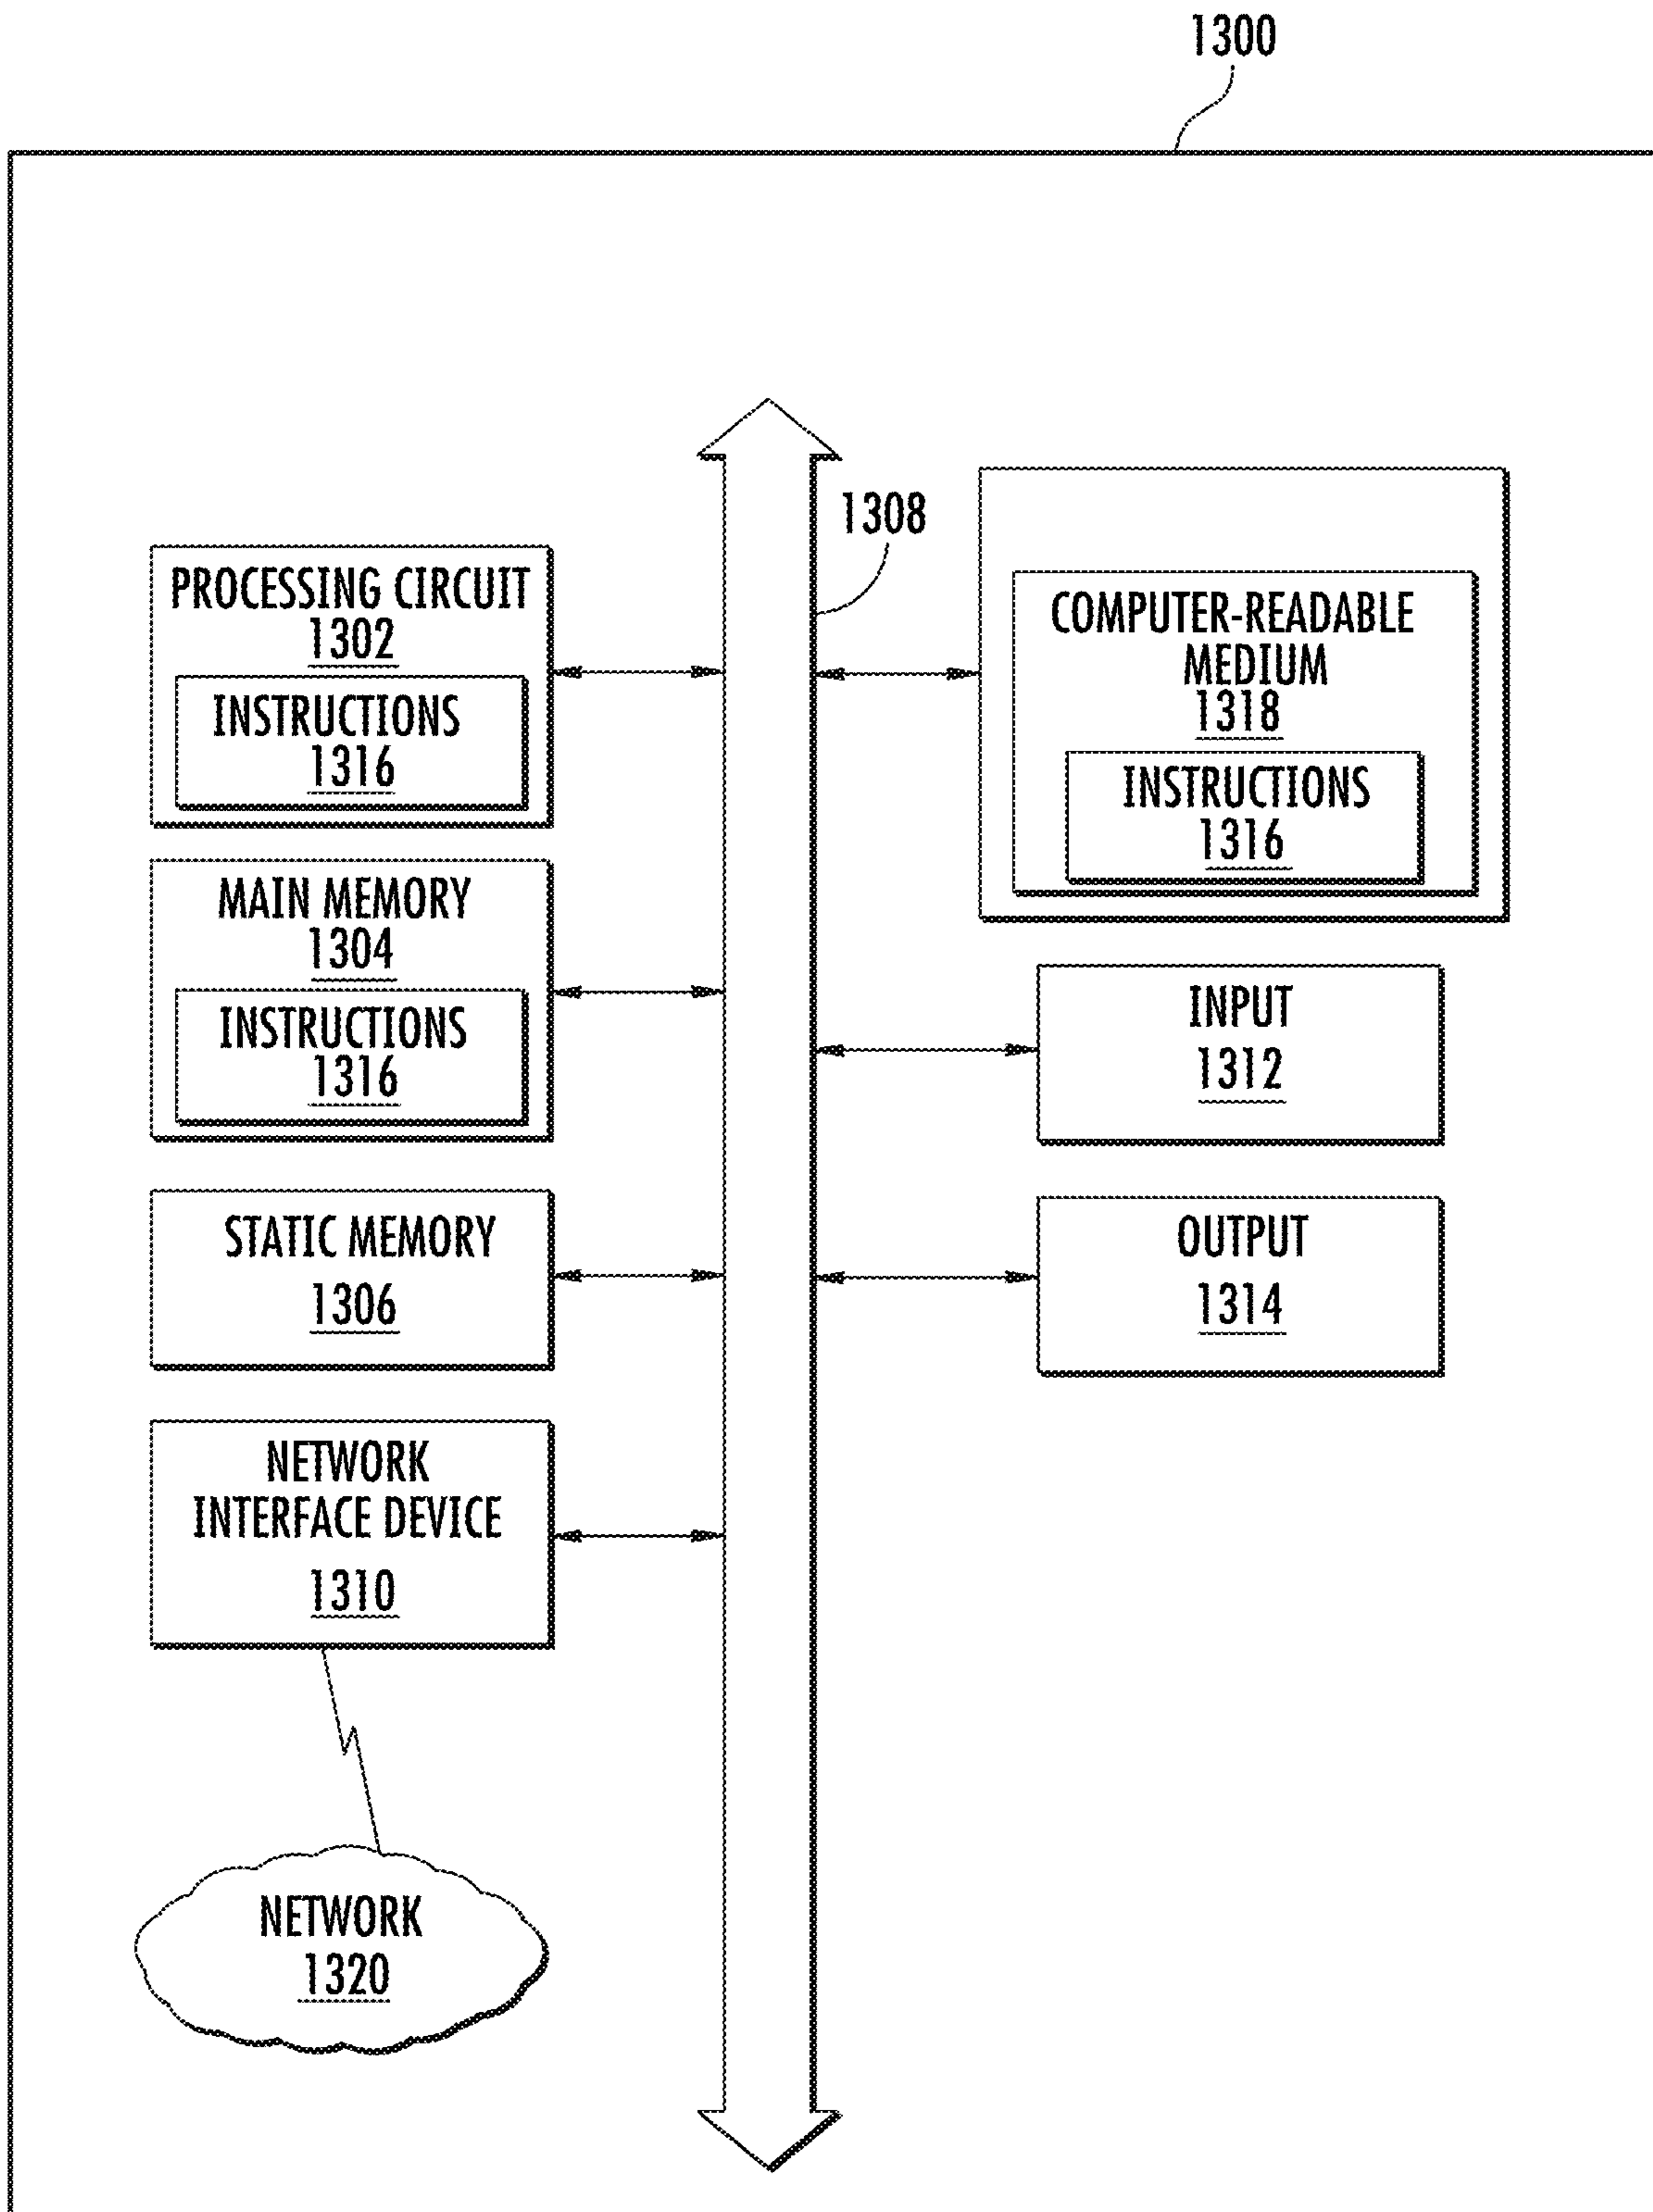 1300
1308
PROCESSING CIRCUIT
1302
INSTRUCTIONS
1316
MAIN MEMORY
1304
INSTRUCTIONS
1316
STATIC MEMORY
1306
NETWORK
INTERFACE DEVICE
1310
NETWORK
1320
COMPUTER-READABLE
MEDIUM
1318
INSTRUCTIONS
1316
INPUT
1312
OUTPUT
1314